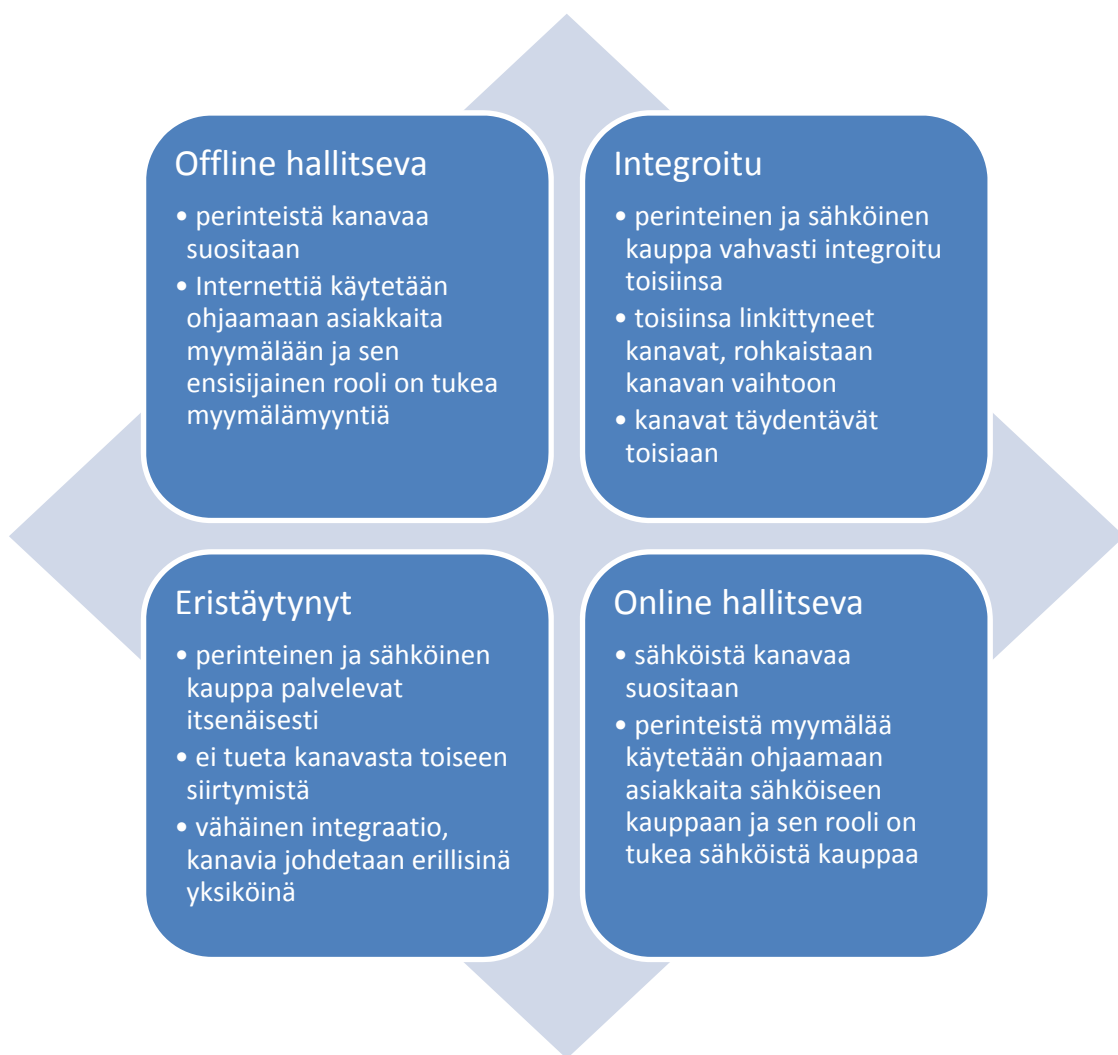 Offline hallitseva
• perinteistä kanavaa
suositaan
• Internettiä käytetään
ohjaamaan asiakkaita
myymälään ja sen
ensisijainen rooli on tukea
myymälämyyntiä
Integroitu
• perinteinen ja sähköinen
kauppa vahvasti integroitu
toisiinsa
• toisiinsa linkittyneet
kanavat, rohkaistaan
kanavan vaihtoon
• kanavat täydentävät
toisiaan
Eristäytynyt
• perinteinen ja sähköinen
kauppa palvelevat
itsenäisesti
• ei tueta kanavasta toiseen
siirtymistä
• vähäinen integraatio,
kanavia johdetaan erillisinä
yksiköinä
Online hallitseva
• sähköistä kanavaa
suositaan
• perinteistä myymälää
käytetään ohjaamaan
asiakkaita sähköiseen
kauppaan ja sen rooli on
tukea sähköistä kauppaa